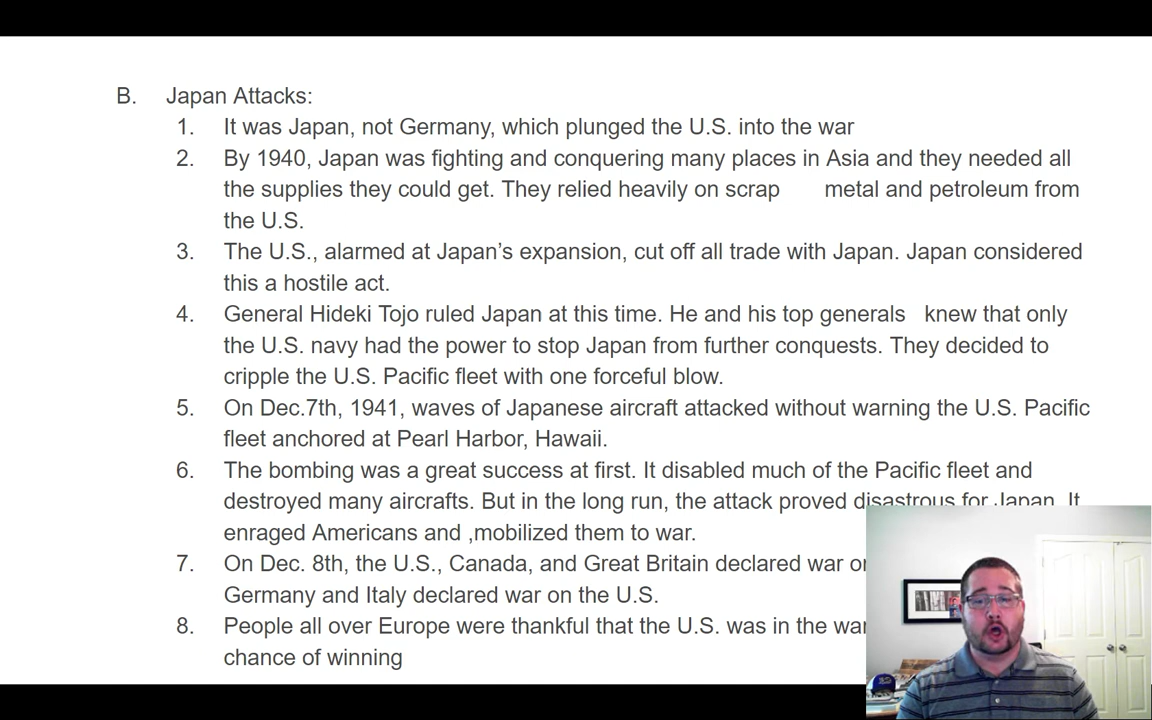 B. Japan Attacks:
1. It was Japan, not Germany, which plunged the U.S. into the war
2. By 1940, Japan was fighting and conquering many places in Asia and they needed all
the supplies they could get. They relied heavily on scrap metal and petroleum from
the U.S.
3. The U.S., alarmed at Japan’s expansion, cut off all trade with Japan. Japan considered
this a hostile act.
4. General Hideki Tojo ruled Japan at this time. He and his top generals knew that only
the U.S. navy had the power to stop Japan from further conquests. They decided to
cripple the U.S. Pacific fleet with one forceful blow.
5. On Dec.7th, 1941, waves of Japanese aircraft attacked without warning the U.S. Pacific
fleet anchored at Pearl Harbor, Hawaii.
6. The bombing was a great success at first. It disabled much of the Pacific fleet and
destroyed many aircrafts. But in the long run, the attack proved disastrous for Japan. It
enraged Americans and ,mobilized them to war.
7. On Dec. 8th, the U.S., Canada, and Great Britain declared war
Germany and Italy declared war on the U.S.
8. People all over Europe were thankful that the U.S. was in the
chance of winning